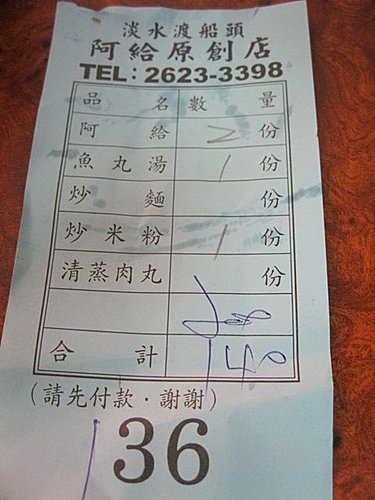 淡水渡船頭
阿給原創店
TEL: 2623-3398
品名 數量
阿給 2 份
魚丸湯 1 份
炒麵 份
炒米粉 1 份
清蒸肉丸 份
合計 140
(請先付款·謝謝)
36